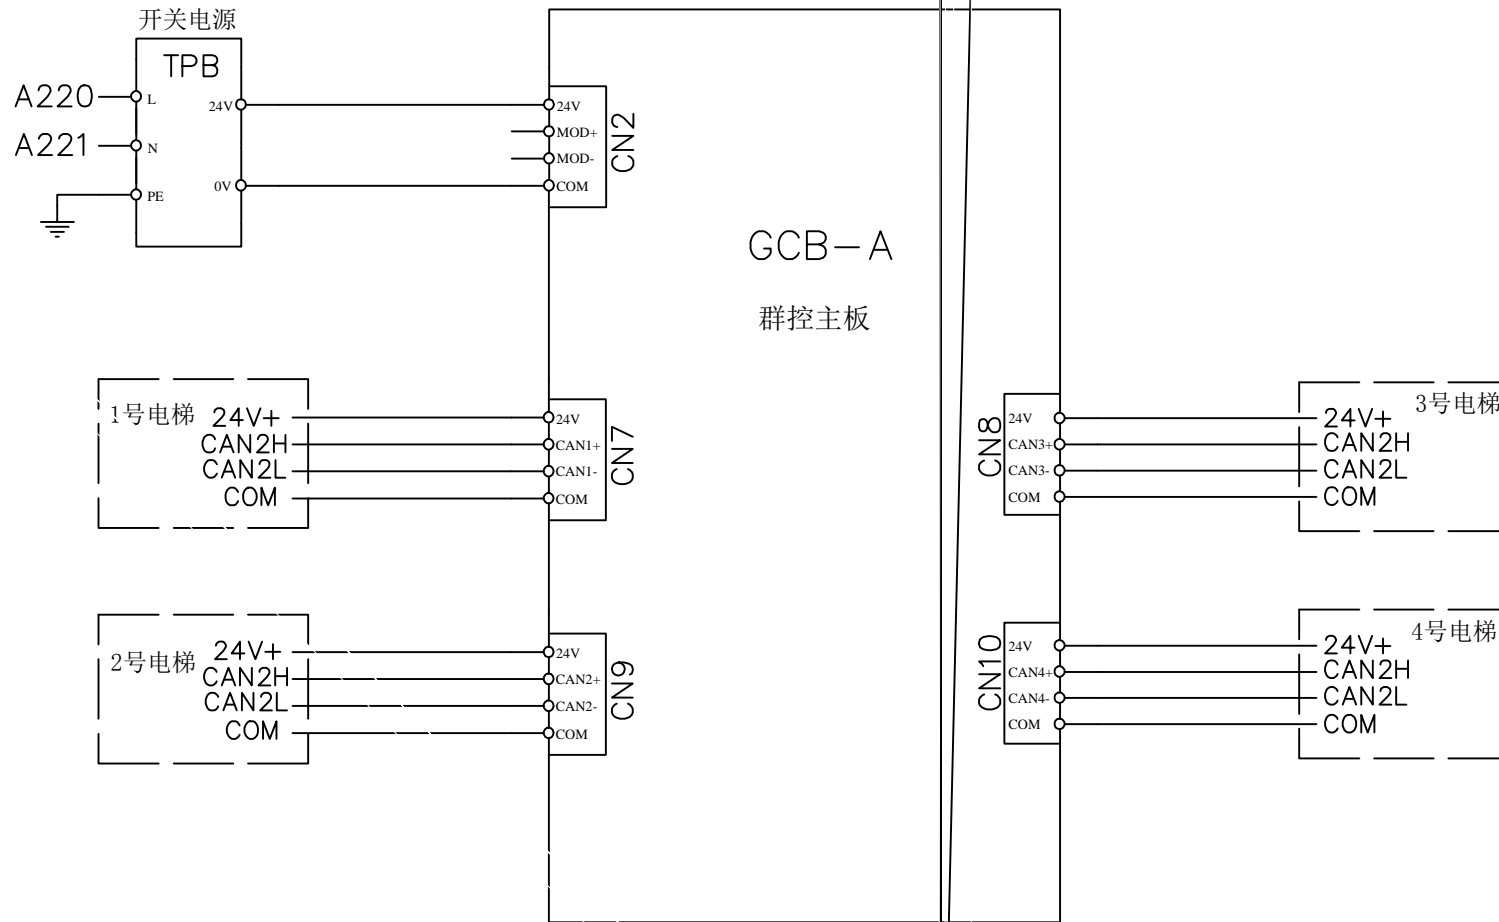 开关电源
TPB
A220
L
24V
A221
N
0V
PE
24V
MOD+
MOD-
COM
CN2
GCB-A
群控主板
1号电梯
24V+
CAN2H
CAN2L
COM
24V
CAN1+
CAN1-
COM
CN7
CN8
24V
CAN3+
CAN3-
COM
24V+
CAN2H
CAN2L
COM
3号电梯
2号电梯
24V+
CAN2H
CAN2L
COM
24V
CAN2+
CAN2-
COM
CN9
CN10
24V
CAN4+
CAN4-
COM
24V+
CAN2H
CAN2L
COM
4号电梯